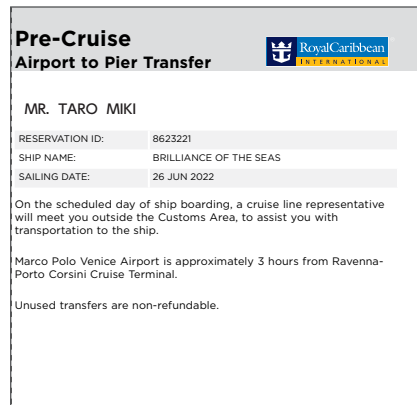 Pre-Cruise
Airport to Pier Transfer
RoyalCaribbean
INTERNATIONAL
MR. TARO MIKI
RESERVATION ID: 8623221
SHIP NAME: BRILLIANCE OF THE SEAS
SAILING DATE: 26 JUN 2022
On the scheduled day of ship boarding, a cruise line representative
will meet you outside the Customs Area, to assist you with
transportation to the ship.
Marco Polo Venice Airport is approximately 3 hours from Ravenna-
Porto Corsini Cruise Terminal.
Unused transfers are non-refundable.